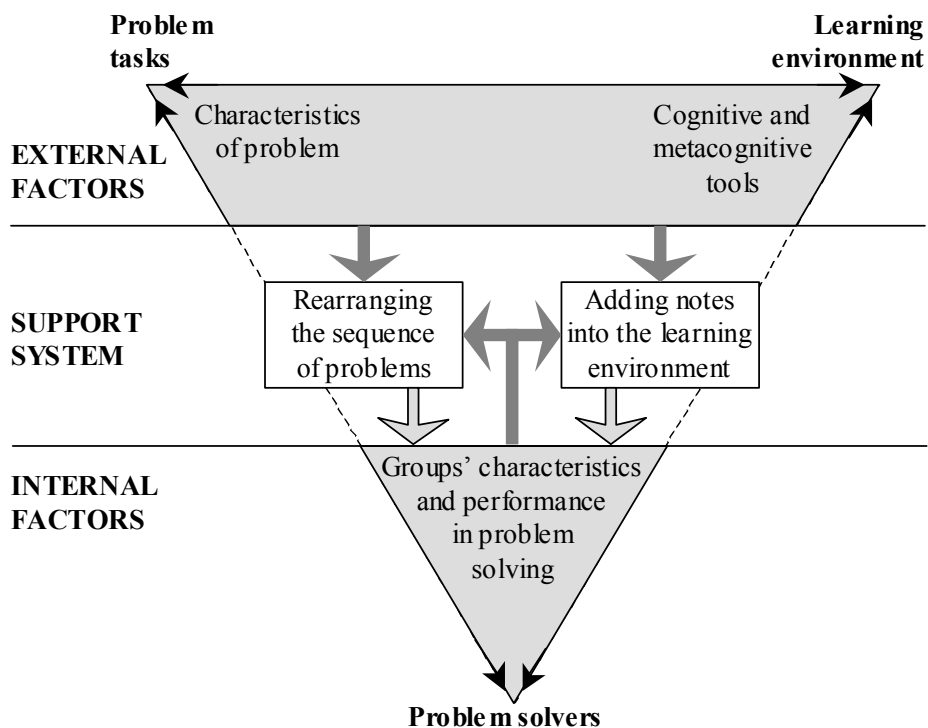 Problem
tasks
Learning
environment
Characteristics
of problem
Cognitive and
metacognitive
tools
EXTERNAL
FACTORS
SUPPORT
SYSTEM
Rearranging
the sequence
of problems
Adding notes
into the learning
environment
INTERNAL
FACTORS
Groups’ characteristics
and performance
in problem
solving
Problem solvers